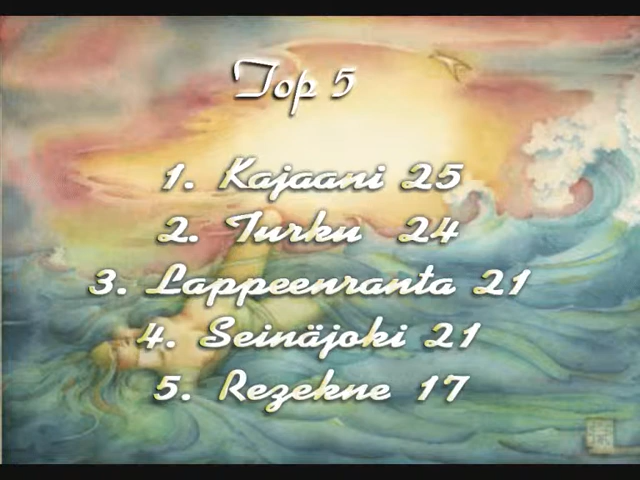 Top 5
1. Kajaani 25
2. Turku 24
3. Lappeenranta 21
4. Seinäjoki 21
5. Rezekne 17